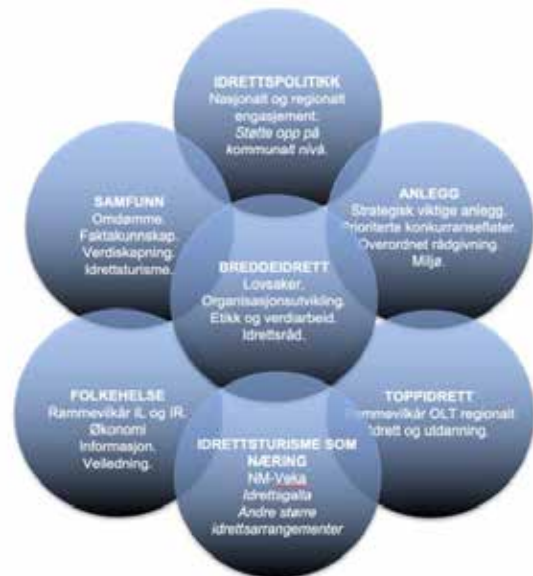 IDRETTSPOLITIKK
Nasjonalt og regionalt
engasjement.
Støtte opp på
kommunalt nivå.
SAMFUNN
Omdømme.
Faktakunnskap.
Verdiskapning.
Idrettsturisme.
ANLEGG
Strategisk viktige anlegg.
Prioriterte konkurranseflater.
Overordnet rådgivning.
Miljø.
BREDDEIDRETT
Lovsaker.
Organisasjonsutvikling.
Etikk og verdiarbeid.
Idrettsråd.
FOLKEHELSE
Rammevilkår IL og IR.
Økonomi
Informasjon.
Veiledning.
TOPPIDRETT
Rammevilkår OLT regionalt
Idrett og utdanning.
IDRETTSTURISME SOM
NÆRING
NM-Veka
Idrettsgalla
Andre større
idrettsarrangementer